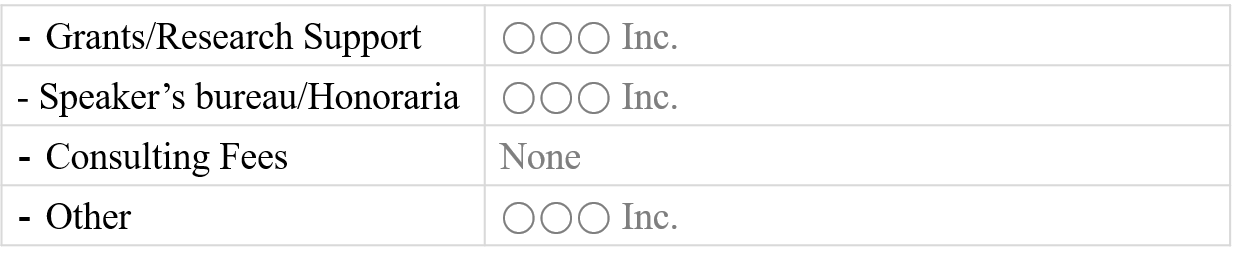 - Grants/Research Support ○○○ Inc.
- Speaker’s bureau/Honoraria ○○○ Inc.
- Consulting Fees None
- Other ○○○ Inc.